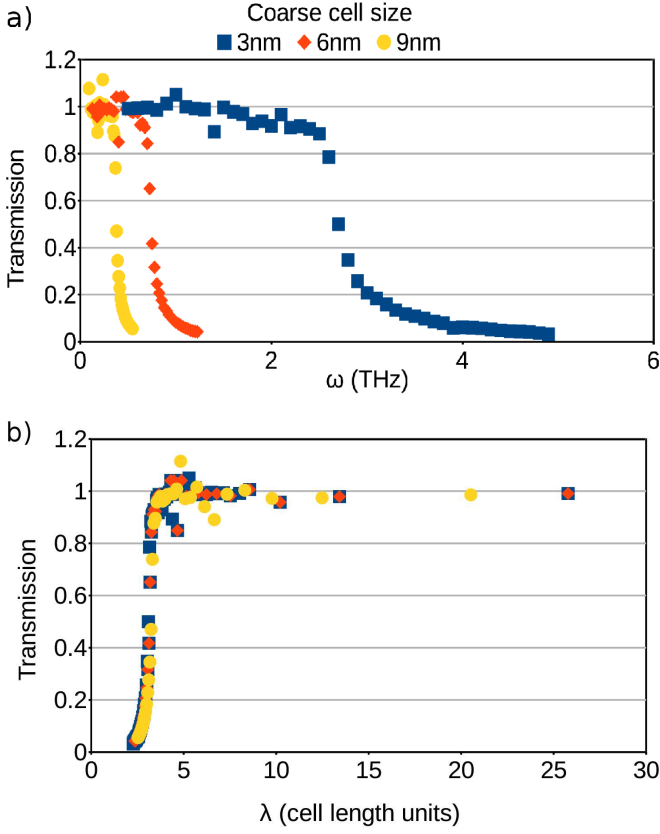 Coarse cell size
a)
3nm 6nm 9nm
1.2
1
0.8
0.6
0.4
0.2
0
Transmission
0 2 4 6
ω (THz)
b)
1.2
1
0.8
0.6
0.4
0.2
0
Transmission
0 5 10 15 20 25 30
λ (cell length units)